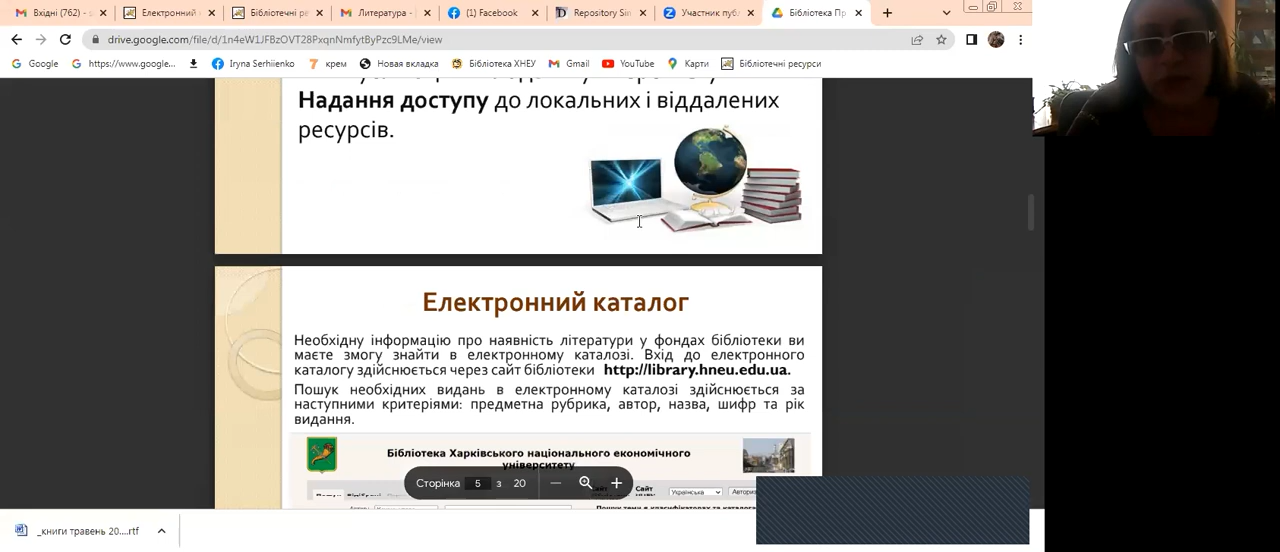 Вхідні (762) - s
Електронний
Бібліотечні ре
Литература -
(1) Facebook
Repository Sim
Участник публ
Бібліотека Пр
drive.google.com/file/d/1n4eW1JFBzOVT28PxqnNmfytByPzc9LMe/view
Google
https://www.google...
Iryna Serhiienko
крем
Новая вкладка
Бібліотека ХНЕУ
Gmail
YouTube
Карти
Бібліотечні ресурси
Надання доступу до локальних і віддалених
ресурсів.
Електронний каталог
Необхідну інформацію про наявність літератури у фондах бібліотеки ви
маєте змогу знайти в електронному каталозі. Вхід до електронного
каталогу здійснюється через сайт бібліотеки http://library.hneu.edu.ua.
Пошук необхідних видань в електронному каталозі здійснюється за
наступними критеріями: предметна рубрика, автор, назва, шифр та рік
видання.
Бібліотека Харківського національного економічного
університету
Сторінка 5 з 20
Українська
_книги травень 20....rtf